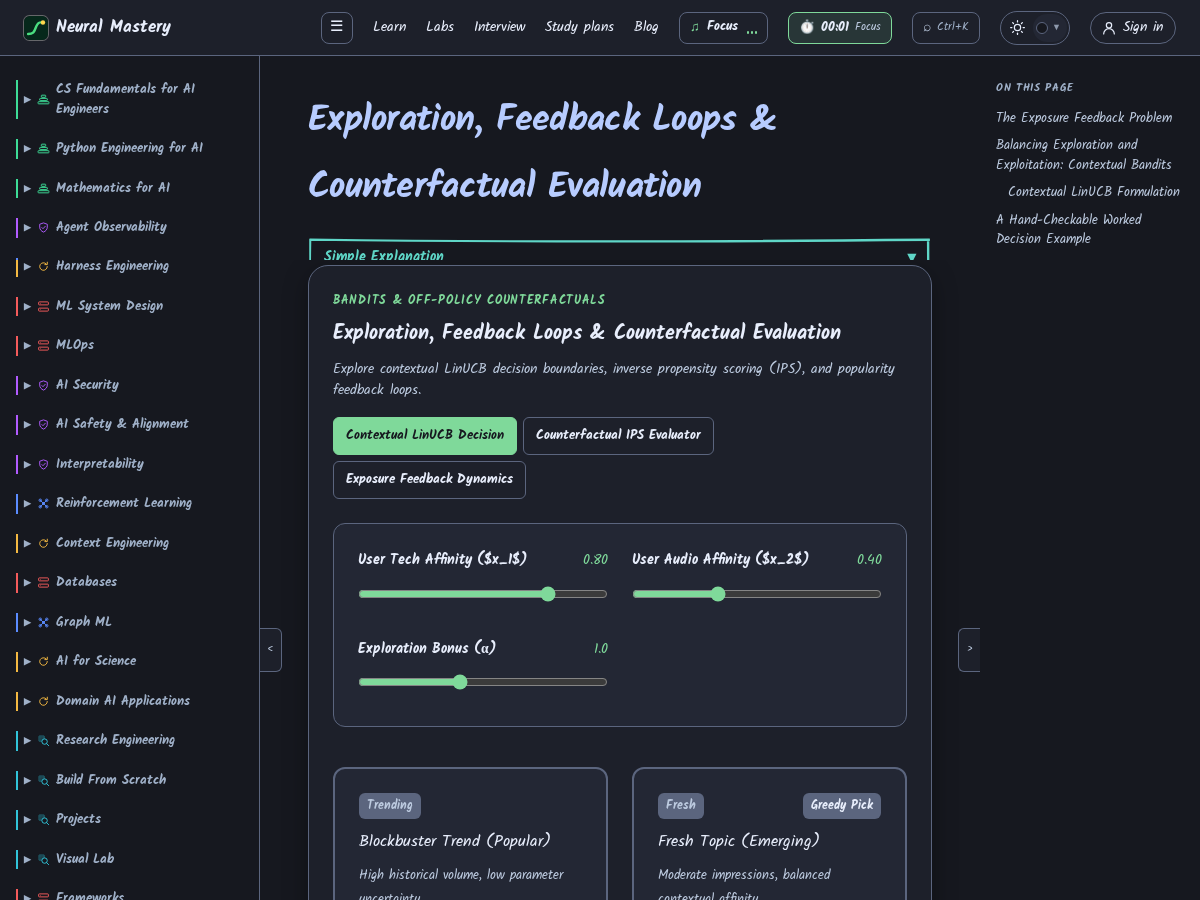 Neural Mastery
☰
Learn
Labs
Interview
Study plans
Blog
♫ Focus ...
⏱️ 00:01 Focus
⌕ Ctrl+K
▾
Sign in
▶ CS Fundamentals for AI
Engineers
▶ Python Engineering for AI
▶ Mathematics for AI
▶ Agent Observability
▶ Harness Engineering
▶ ML System Design
▶ MLOps
▶ AI Security
▶ AI Safety & Alignment
▶ Interpretability
▶ Reinforcement Learning
▶ Context Engineering
▶ Databases
▶ Graph ML
▶ AI for Science
▶ Domain AI Applications
▶ Research Engineering
▶ Build From Scratch
▶ Projects
▶ Visual Lab
▶ Frameworks
<
Exploration, Feedback Loops &
Counterfactual Evaluation
Simple Explanation ▼
BANDITS & OFF-POLICY COUNTERFACTUALS
Exploration, Feedback Loops & Counterfactual Evaluation
Explore contextual LinUCB decision boundaries, inverse propensity scoring (IPS), and popularity
feedback loops.
Contextual LinUCB Decision
Counterfactual IPS Evaluator
Exposure Feedback Dynamics
User Tech Affinity ($x_1$) 0.80
User Audio Affinity ($x_2$) 0.40
Exploration Bonus (α) 1.0
Trending
Blockbuster Trend (Popular)
High historical volume, low parameter
uncertainty.
Fresh
Greedy Pick
Fresh Topic (Emerging)
Moderate impressions, balanced
contextual affinity.
>
ON THIS PAGE
The Exposure Feedback Problem
Balancing Exploration and
Exploitation: Contextual Bandits
Contextual LinUCB Formulation
A Hand-Checkable Worked
Decision Example